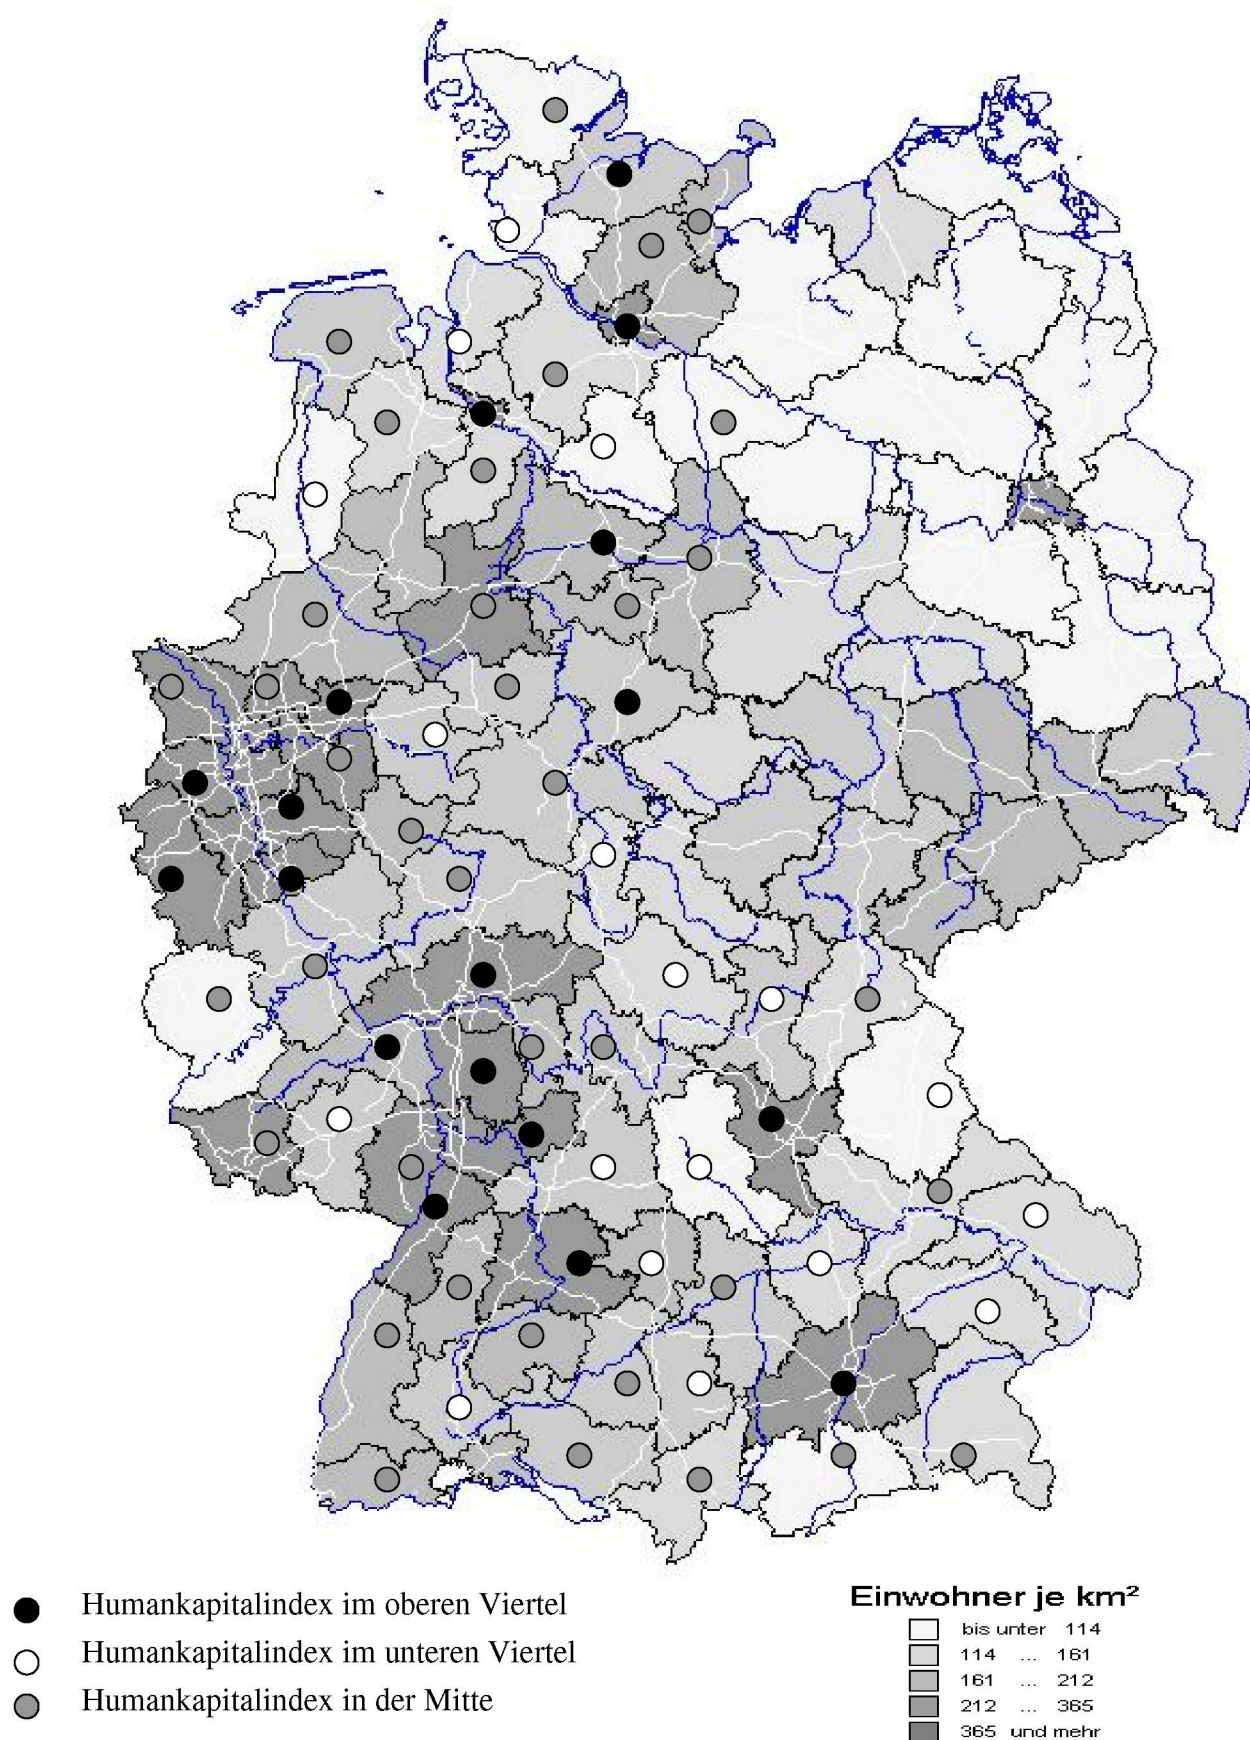 Humankapitalindex im oberen Viertel
Humankapitalindex im unteren Viertel
Humankapitalindex in der Mitte
Einwohner je km²
bis unter 114
114 ... 161
161 ... 212
212 ... 365
365 und mehr